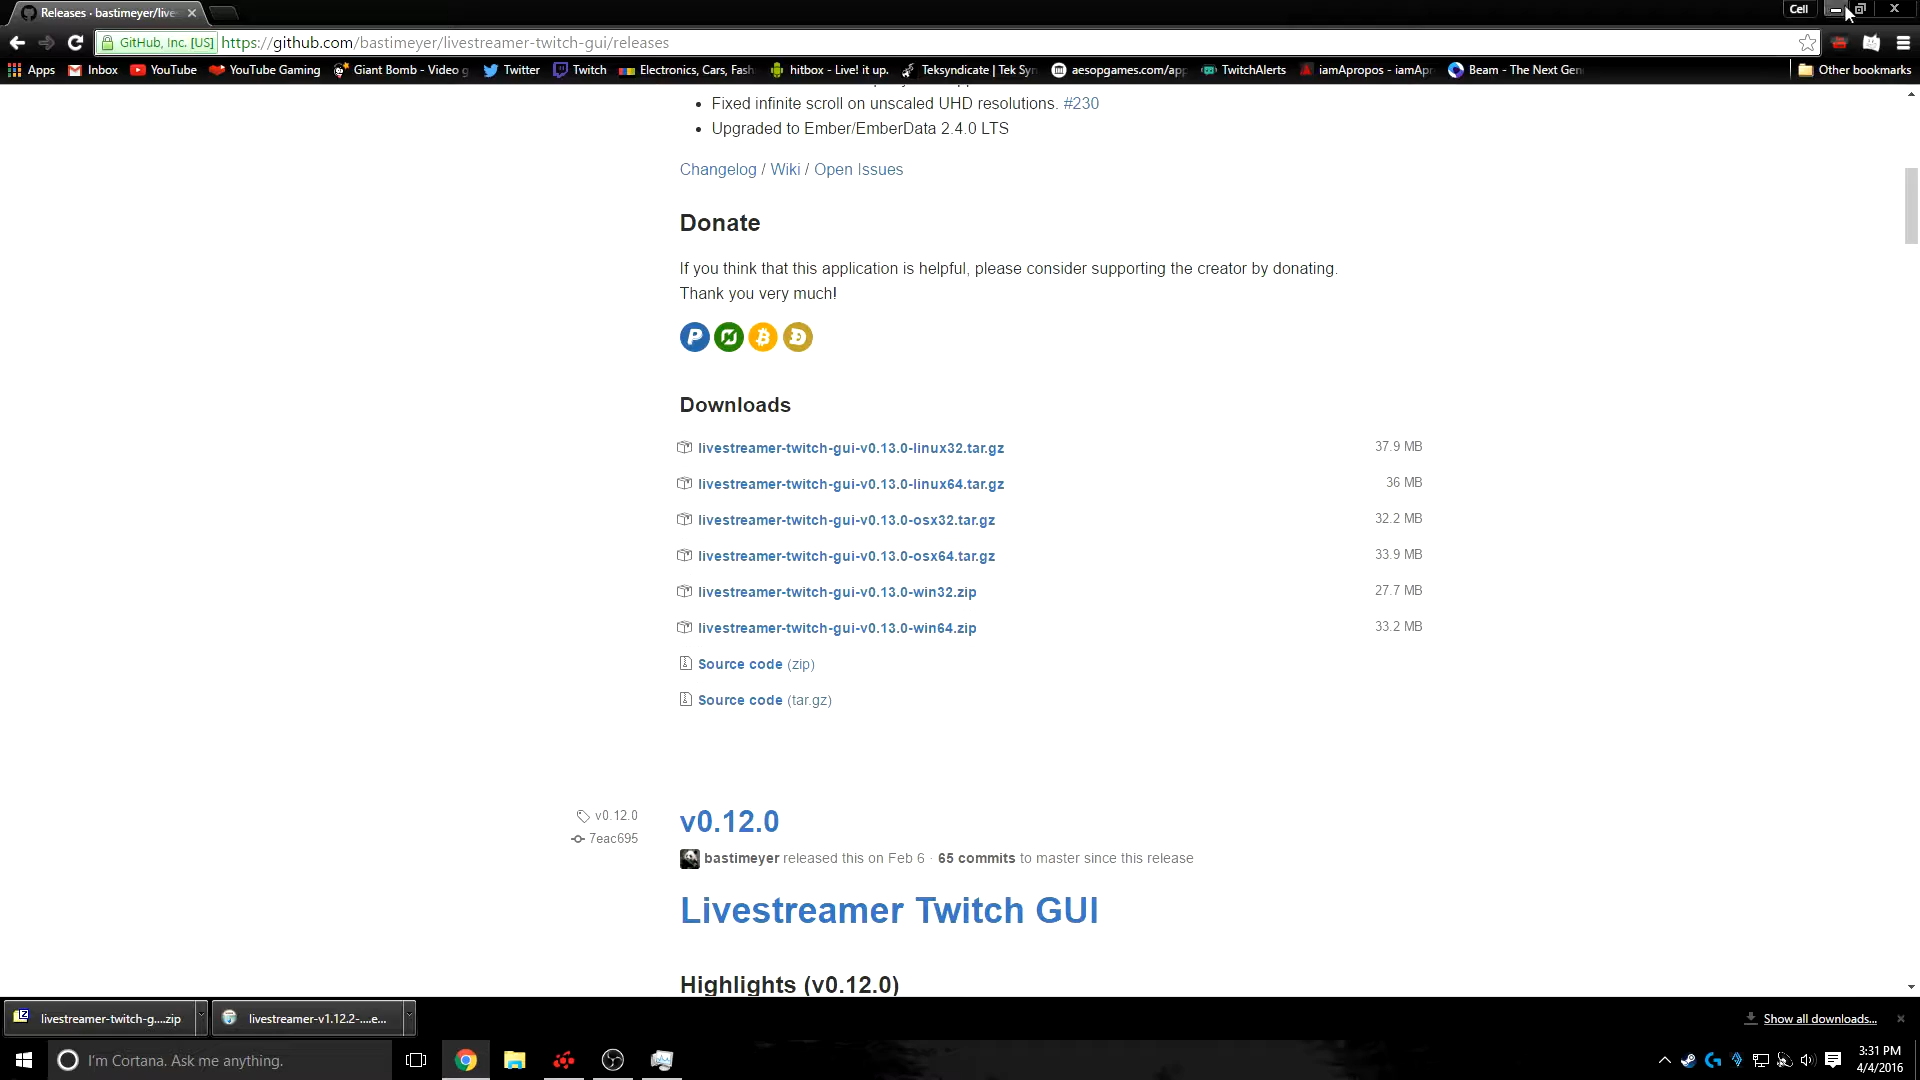 Releases · bastimeyer/live
Cell
GitHub, Inc. [US] https://github.com/bastimeyer/livestreamer-twitch-gui/releases
Apps Inbox YouTube YouTube Gaming Giant Bomb - Video g Twitter Twitch Electronics, Cars, Fash hitbox - Live! it up. Teksyndicate | Tek Syn aesopgames.com/app TwitchAlerts iamApropos - iamApr Beam - The Next Gen Other bookmarks
Fixed infinite scroll on unscaled UHD resolutions. #230
Upgraded to Ember/EmberData 2.4.0 LTS
Changelog / Wiki / Open Issues
Donate
If you think that this application is helpful, please consider supporting the creator by donating.
Thank you very much!
Downloads
livestreamer-twitch-gui-v0.13.0-linux32.tar.gz 37.9 MB
livestreamer-twitch-gui-v0.13.0-linux64.tar.gz 36 MB
livestreamer-twitch-gui-v0.13.0-osx32.tar.gz 32.2 MB
livestreamer-twitch-gui-v0.13.0-osx64.tar.gz 33.9 MB
livestreamer-twitch-gui-v0.13.0-win32.zip 27.7 MB
livestreamer-twitch-gui-v0.13.0-win64.zip 33.2 MB
Source code (zip)
Source code (tar.gz)
v0.12.0
7eac695
v0.12.0
bastimeyer released this on Feb 6 · 65 commits to master since this release
Livestreamer Twitch GUI
Highlights (v0.12.0)
livestreamer-twitch-g....zip livestreamer-v1.12.2-....e... Show all downloads...
I'm Cortana. Ask me anything.
3:31 PM
4/4/2016